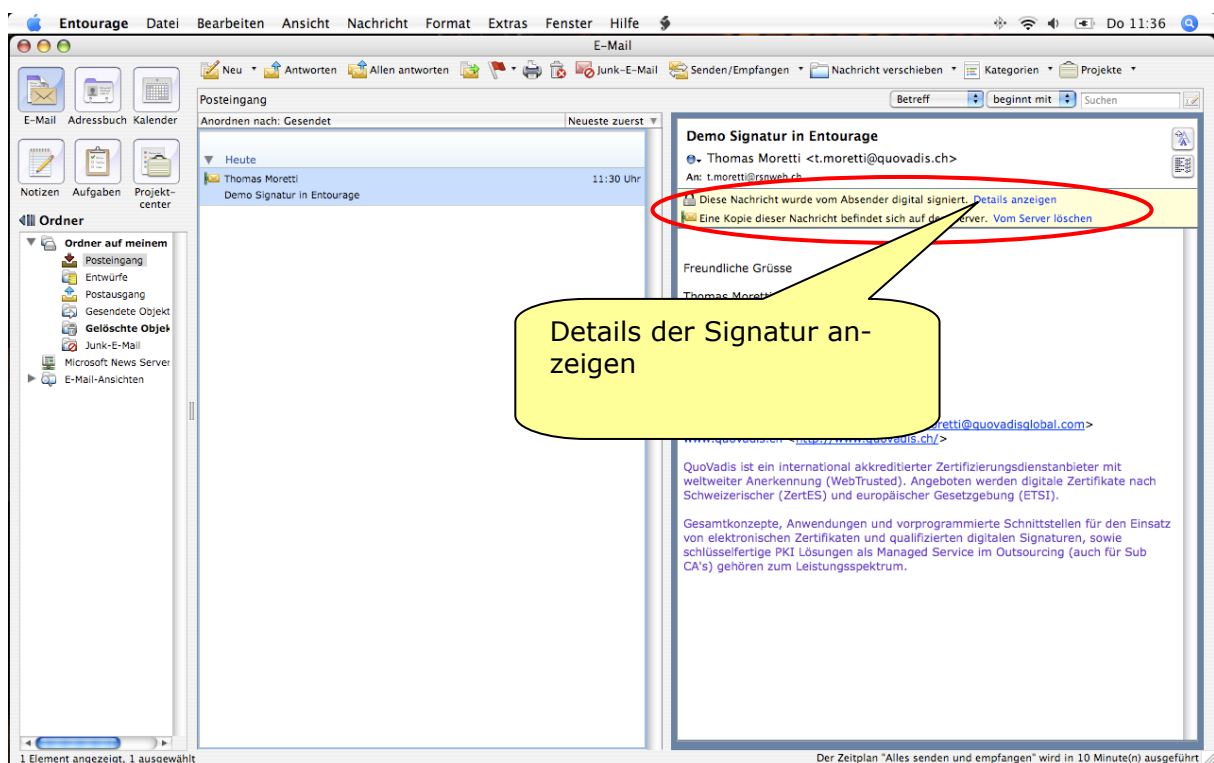 Entourage Datei Bearbeiten Ansicht Nachricht Format Extras Fenster Hilfe Do 11:36
E-Mail
Neu Antworten Allen antworten Junk-E-Mail Senden/Empfangen Nachricht verschieben Kategorien Projekte
E-Mail Adressbuch Kalender
Notizen Aufgaben Projekt-
center
Ordner
Ordner auf meinem
Posteingang
Entwürfe
Postausgang
Gesendete Objekt
Gelöschte Objek
Junk-E-Mail
Microsoft News Server
E-Mail-Ansichten
Posteingang
Betreff beginnt mit Suchen
Anordnen nach: Gesendet Neueste zuerst
Heute
Thomas Moretti 11:30 Uhr
Demo Signatur in Entourage
Demo Signatur in Entourage
Thomas Moretti <t.moretti@quovadis.ch>
An: t.moretti@rsnweb.ch
Diese Nachricht wurde vom Absender digital signiert. Details anzeigen
Eine Kopie dieser Nachricht befindet sich auf dem Server. Vom Server löschen
Freundliche Grüsse
Thomas Moretti
Details der Signatur an-
zeigen
retti@quovadisglobal.com>
www.quovadis.ch <http://www.quovadis.ch/>
QuoVadis ist ein international akkreditierter Zertifizierungsdienstanbieter mit
weltweiter Anerkennung (WebTrusted). Angeboten werden digitale Zertifikate nach
Schweizerischer (ZertES) und europäischer Gesetzgebung (ETSI).
Gesamtkonzepte, Anwendungen und vorprogrammierte Schnittstellen für den Einsatz
von elektronischen Zertifikaten und qualifizierten digitalen Signaturen, sowie
schlüsselfertige PKI Lösungen als Managed Service im Outsourcing (auch für Sub
CA's) gehören zum Leistungsspektrum.
1 Element angezeigt, 1 ausgewählt
Der Zeitplan "Alles senden und empfangen" wird in 10 Minute(n) ausgeführt